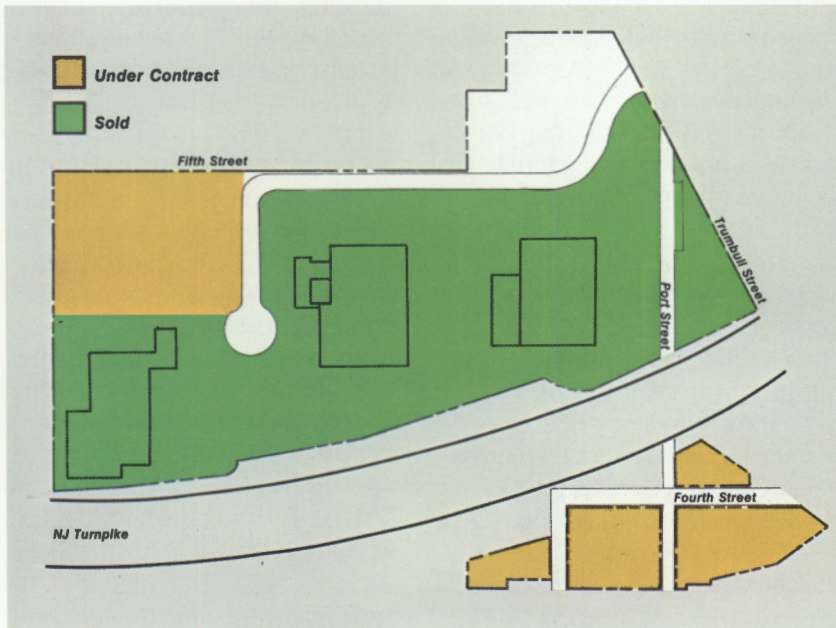 Under Contract
Sold
Fifth Street
Trumbull Street
Port Street
Fourth Street
NJ Turnpike